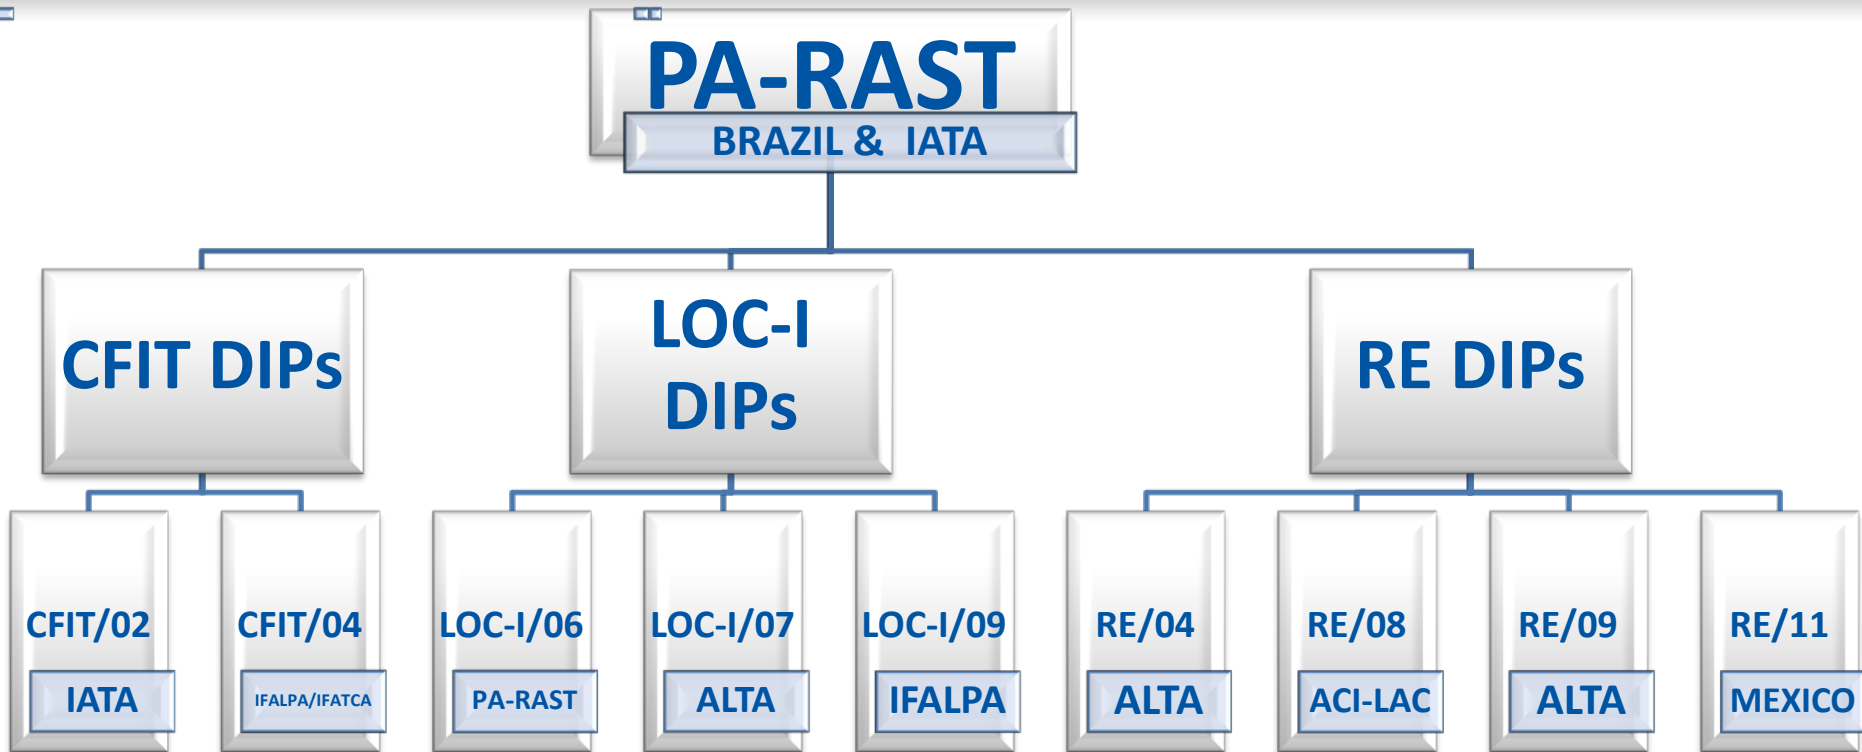 PA-RAST
BRAZIL & IATA
CFIT DIPs
LOC-I
DIPs
RE DIPs
CFIT/02
IATA
CFIT/04
IFALPA/IFATCA
LOC-I/06
PA-RAST
LOC-I/07
ALTA
LOC-I/09
IFALPA
RE/04
ALTA
RE/08
ACI-LAC
RE/09
ALTA
RE/11
MEXICO